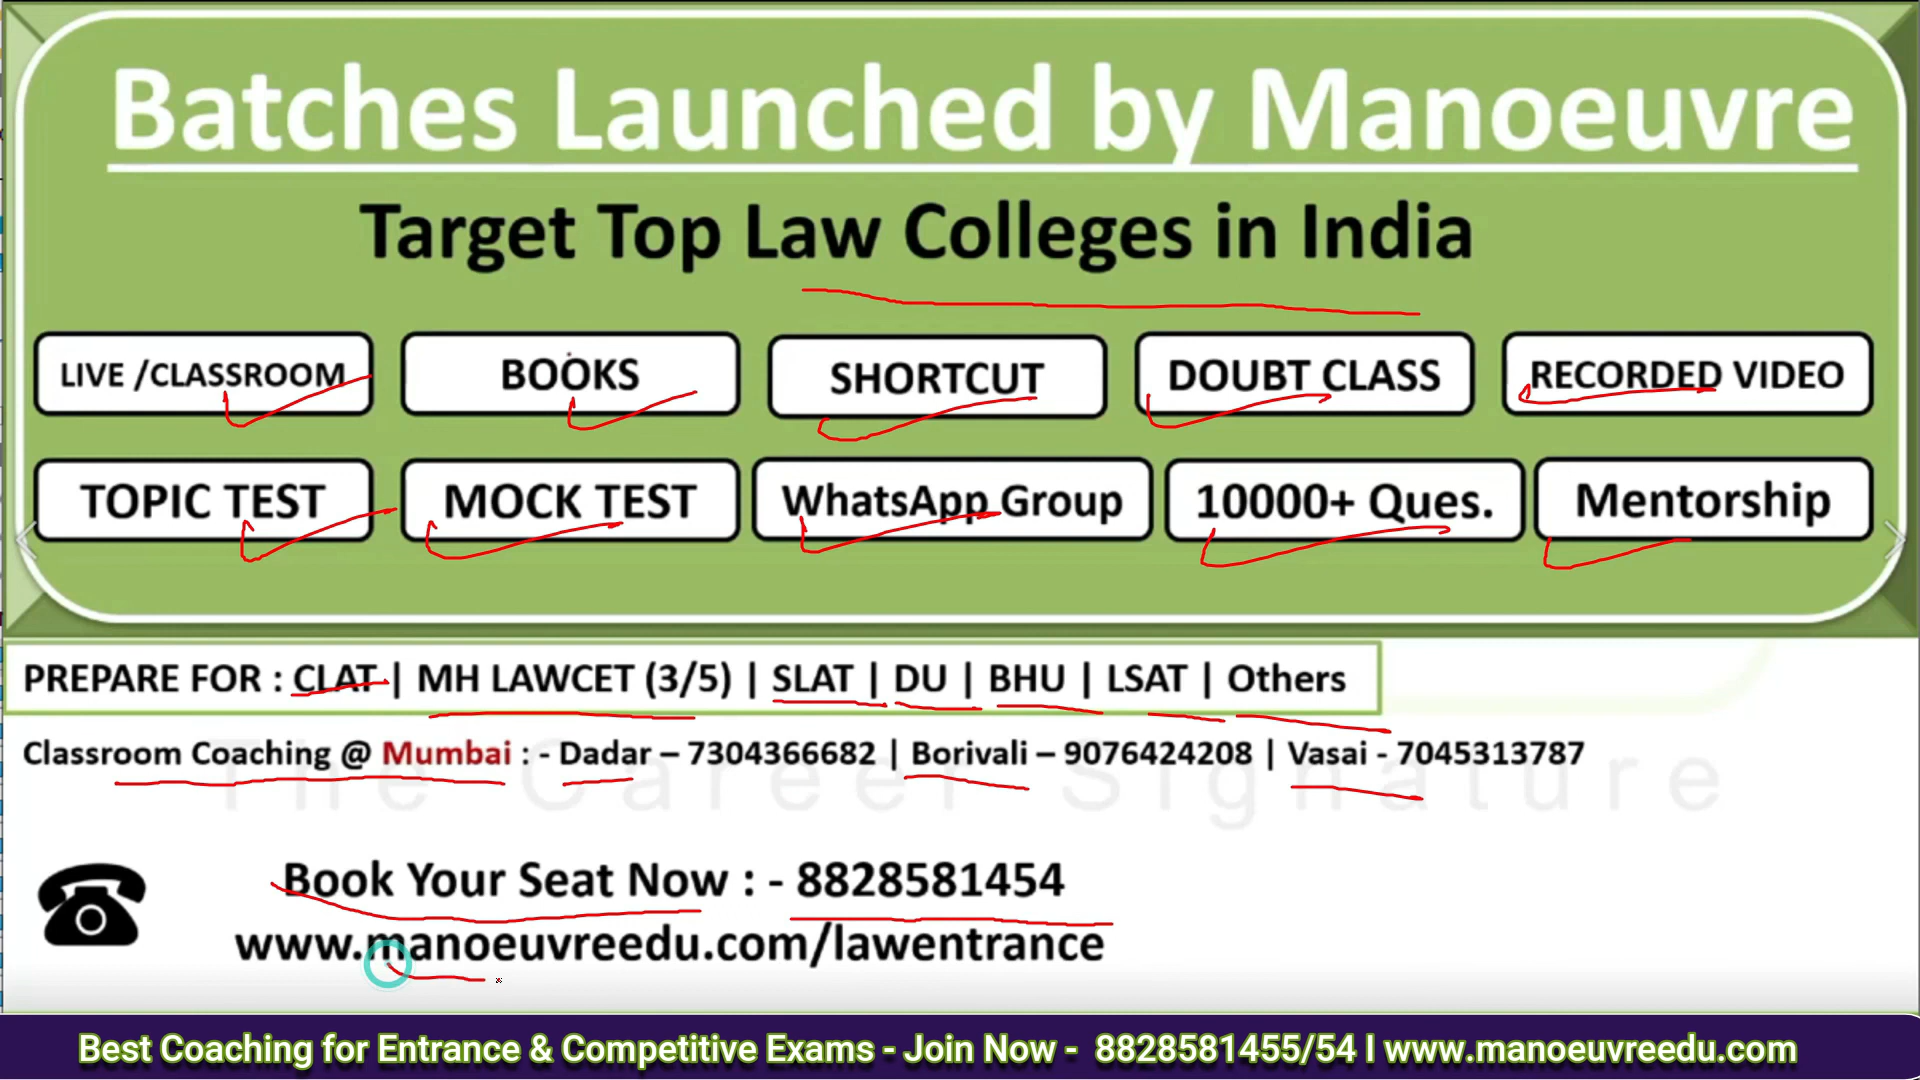 Batches Launched by Manoeuvre
Target Top Law Colleges in India
LIVE /CLASSROOM BOOKS SHORTCUT DOUBT CLASS RECORDED VIDEO
TOPIC TEST MOCK TEST WhatsApp Group 10000+ Ques. Mentorship
PREPARE FOR : CLAT | MH LAWCET (3/5) | SLAT | DU | BHU | LSAT | Others
Classroom Coaching @ Mumbai : - Dadar – 7304366682 | Borivali – 9076424208 | Vasai - 7045313787
The Career Signature
Book Your Seat Now : - 8828581454
www.manoeuvreedu.com/lawentrance
Best Coaching for Entrance & Competitive Exams - Join Now - 8828581455/54 I www.manoeuvreedu.com